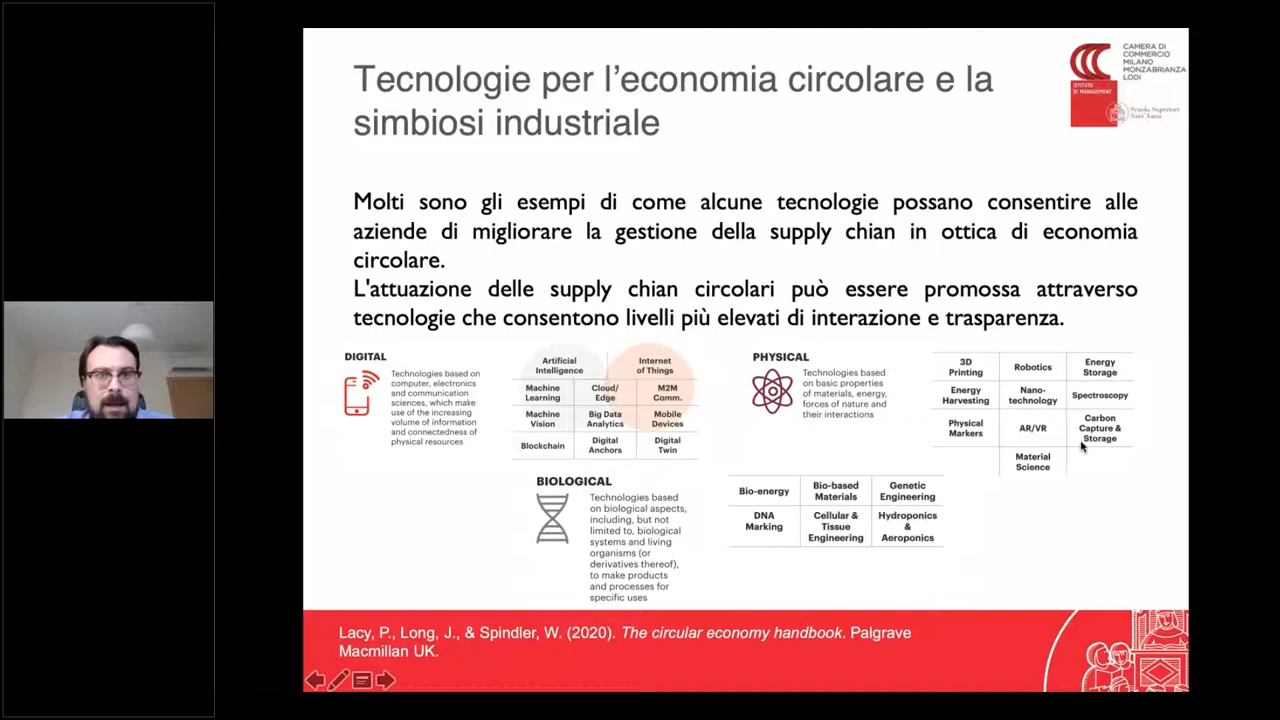 Tecnologie per l’economia circolare e la
simbiosi industriale
CAMERA DI
COMMERCIO
MILANO
MONZABRIANZA
LODI
ISTITUTO
DI MANAGEMENT
Scuola Superiore
Sant'Anna
Molti sono gli esempi di come alcune tecnologie possano consentire alle
aziende di migliorare la gestione della supply chian in ottica di economia
circolare.
L'attuazione delle supply chian circolari può essere promossa attraverso
tecnologie che consentono livelli più elevati di interazione e trasparenza.
DIGITAL
Technologies based on
computer, electronics
and communication
sciences, which make
use of the increasing
volume of information
and connectedness of
physical resources
Artificial
Intelligence
Internet
of Things
Machine
Learning
Cloud/
Edge
M2M
Comm.
Machine
Vision
Big Data
Analytics
Mobile
Devices
Blockchain
Digital
Anchors
Digital
Twin
PHYSICAL
Technologies based
on basic properties
of materials, energy,
forces of nature and
their interactions
3D
Printing
Robotics
Energy
Storage
Energy
Harvesting
Nano-
technology
Spectroscopy
Physical
Markers
AR/VR
Carbon
Capture &
Storage
Material
Science
BIOLOGICAL
Technologies based
on biological aspects,
including, but not
limited to, biological
systems and living
organisms (or
derivatives thereof),
to make products
and processes for
specific uses
Bio-energy
Bio-based
Materials
Genetic
Engineering
DNA
Marking
Cellular &
Tissue
Engineering
Hydroponics
&
Aeroponics
Lacy, P., Long, J., & Spindler, W. (2020). The circular economy handbook. Palgrave
Macmillan UK.